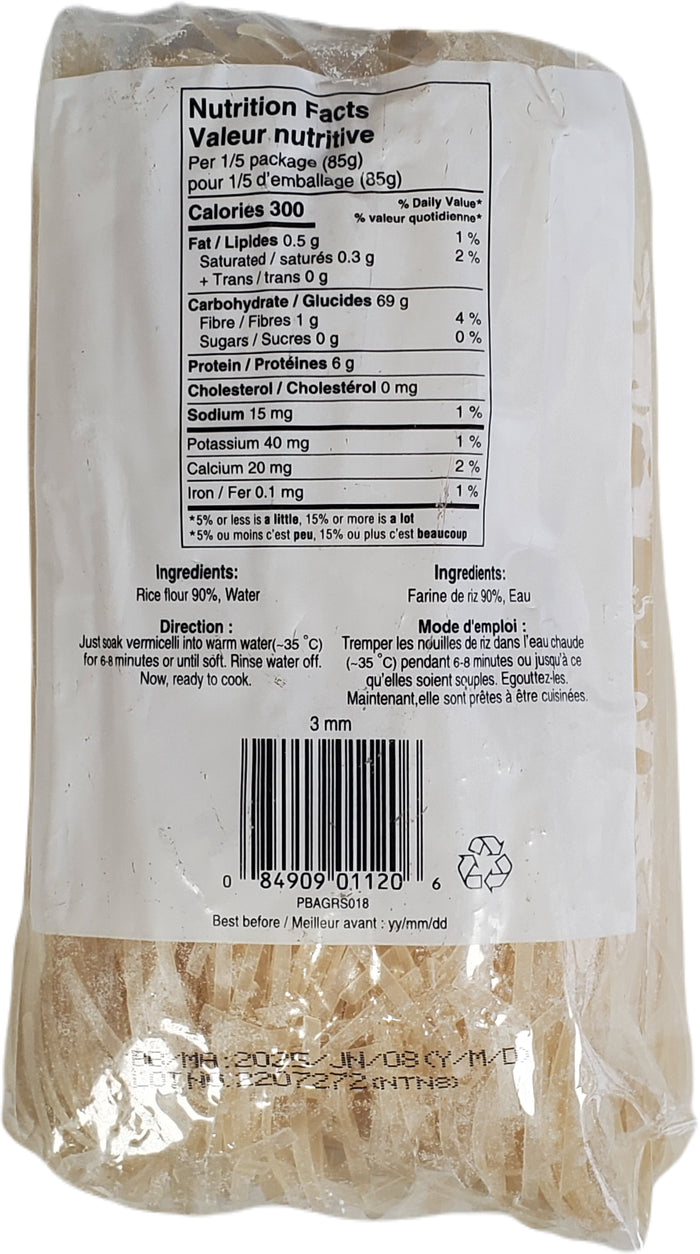 Nutrition Facts
Valeur nutritive
Per 1/5 package (85g)
pour 1/5 d'emballage (85g)
Calories 300
% Daily Value*
% valeur quotidienne*
Fat / Lipides 0.5 g 1 %
Saturated / saturés 0.3 g 2 %
+ Trans / trans 0 g
Carbohydrate / Glucides 69 g
Fibre / Fibres 1 g 4 %
Sugars / Sucres 0 g 0 %
Protein / Protéines 6 g
Cholesterol / Cholestérol 0 mg
Sodium 15 mg 1 %
Potassium 40 mg 1 %
Calcium 20 mg 2 %
Iron / Fer 0.1 mg 1 %
*5% or less is a little, 15% or more is a lot
*5% ou moins c'est peu, 15% ou plus c'est beaucoup
Ingredients:
Rice flour 90%, Water
Direction :
Just soak vermicelli into warm water(~35 °C)
for 6-8 minutes or until soft. Rinse water off.
Now, ready to cook.
Ingredients:
Farine de riz 90%, Eau
Mode d'emploi :
Tremper les nouilles de riz dans l'eau chaude
(~35 °C) pendant 6-8 minutes ou jusqu'à ce
qu'elles soient souples. Egouttez-les.
Maintenant,elle sont prêtes à être cuisinées.
3 mm
0 84909 01120 6
PBAGRS018
Best before / Meilleur avant : yy/mm/dd
BB/MA:2025/JN/08(Y/M/D)
LOT NO. (NTN8)